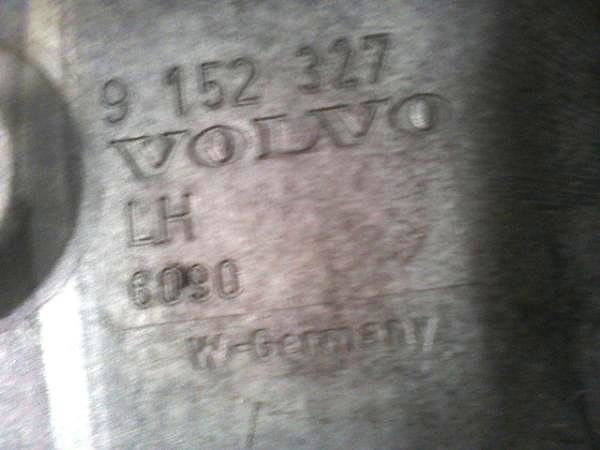 9 152 327
VOLVO
LH
6090
W-Germany